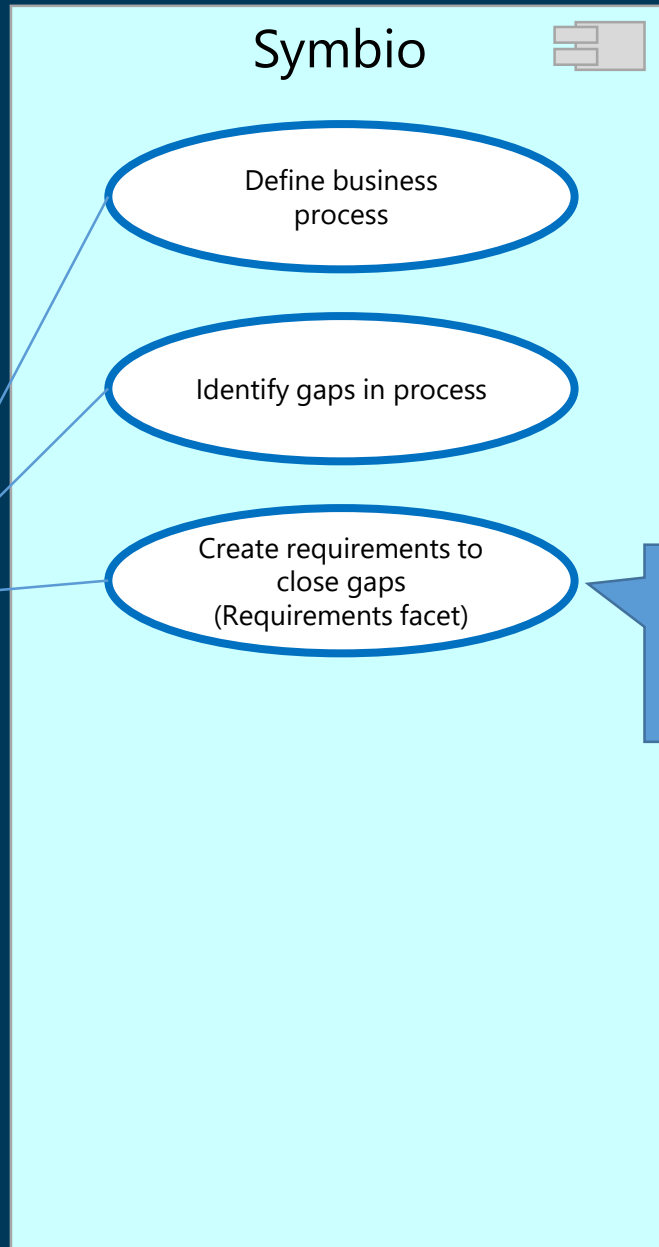 Symbio
Define business
process
Identify gaps in process
Create requirements to
close gaps
(Requirements facet)